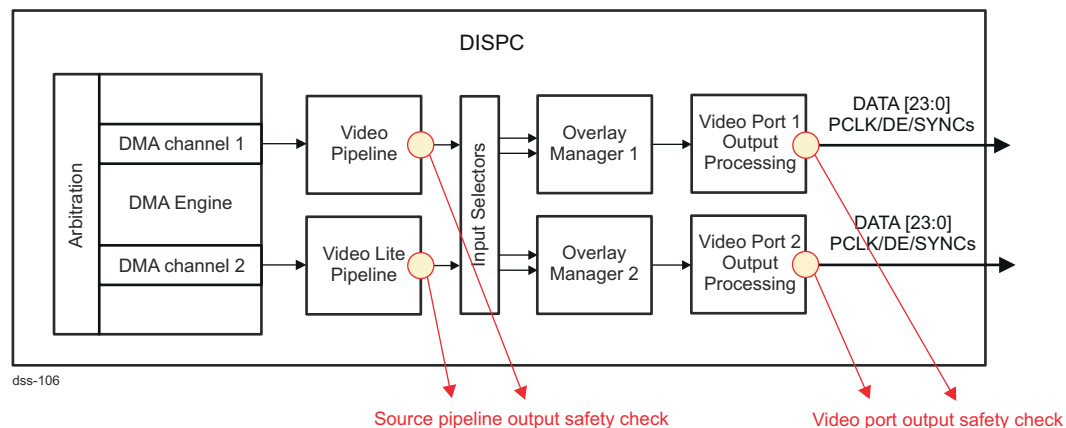 DISPC
Arbitration
DMA channel 1
DMA Engine
DMA channel 2
Video
Pipeline
Video Lite
Pipeline
Input Selectors
Overlay
Manager 1
Overlay
Manager 2
Video Port 1
Output
Processing
Video Port 2
Output
Processing
DATA [23:0]
PCLK/DE/SYNCs
DATA [23:0]
PCLK/DE/SYNCs
dss-106
Source pipeline output safety check
Video port output safety check